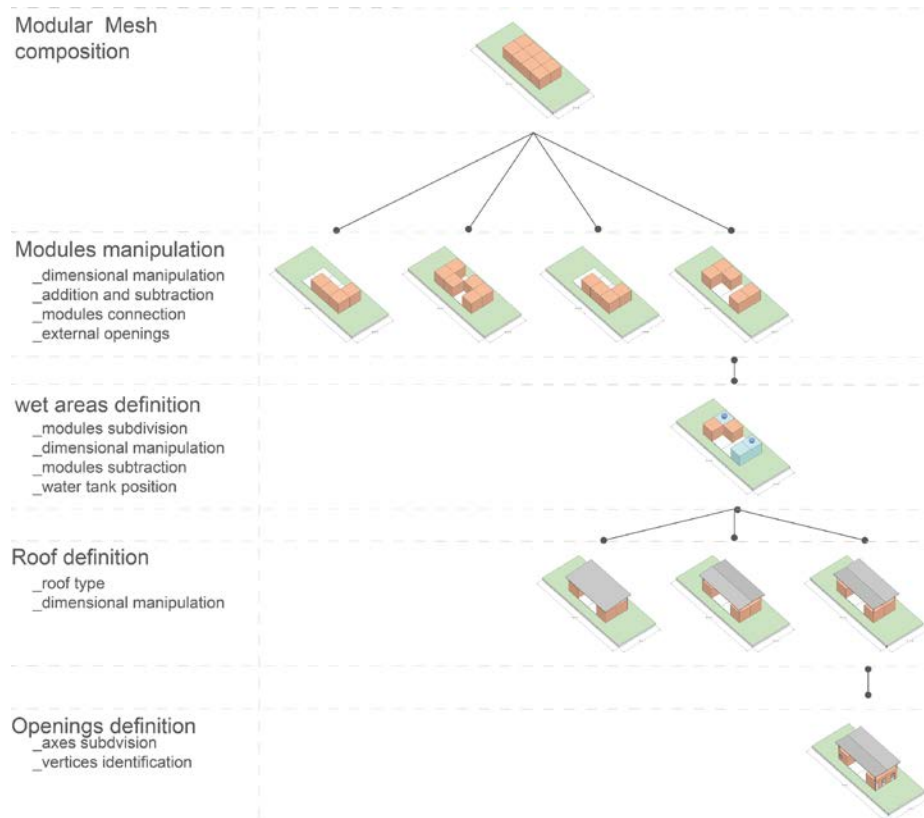 Modular Mesh
composition
Modules manipulation
_dimensional manipulation
_addition and subtraction
_modules connection
_external openings
wet areas definition
_modules subdivision
_dimensional manipulation
_modules subtraction
_water tank position
Roof definition
_roof type
_dimensional manipulation
Openings definition
_axes subdvision
_vertices identification